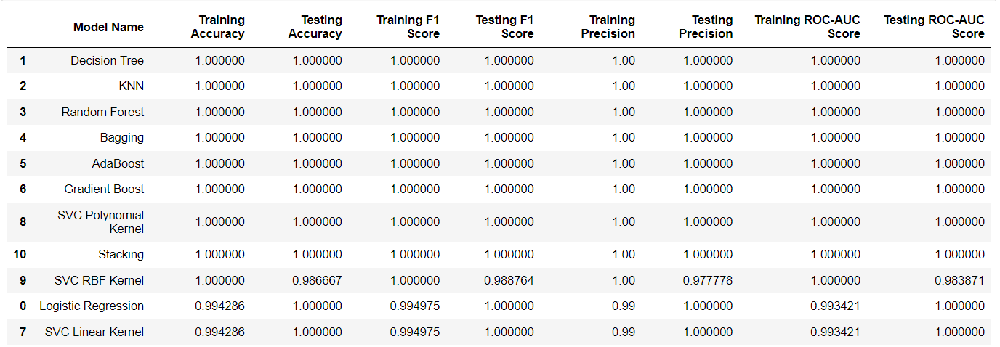 Model Name Training Accuracy Testing Accuracy Training F1 Score Testing F1 Score Training Precision Testing Precision Training ROC-AUC Score Testing ROC-AUC Score
1 Decision Tree 1.000000 1.000000 1.000000 1.000000 1.00 1.000000 1.000000 1.000000
2 KNN 1.000000 1.000000 1.000000 1.000000 1.00 1.000000 1.000000 1.000000
3 Random Forest 1.000000 1.000000 1.000000 1.000000 1.00 1.000000 1.000000 1.000000
4 Bagging 1.000000 1.000000 1.000000 1.000000 1.00 1.000000 1.000000 1.000000
5 AdaBoost 1.000000 1.000000 1.000000 1.000000 1.00 1.000000 1.000000 1.000000
6 Gradient Boost 1.000000 1.000000 1.000000 1.000000 1.00 1.000000 1.000000 1.000000
8 SVC Polynomial Kernel 1.000000 1.000000 1.000000 1.000000 1.00 1.000000 1.000000 1.000000
10 Stacking 1.000000 1.000000 1.000000 1.000000 1.00 1.000000 1.000000 1.000000
9 SVC RBF Kernel 1.000000 0.986667 1.000000 0.988764 1.00 0.977778 1.000000 0.983871
0 Logistic Regression 0.994286 1.000000 0.994975 1.000000 0.99 1.000000 0.993421 1.000000
7 SVC Linear Kernel 0.994286 1.000000 0.994975 1.000000 0.99 1.000000 0.993421 1.000000